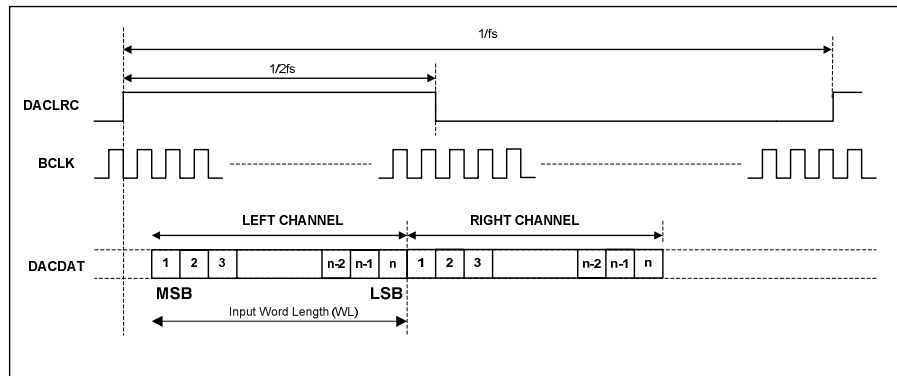 1/fs
1/2fs
DACLRC
BCLK
LEFT CHANNEL RIGHT CHANNEL
DACDAT 1 2 3 n-2 n-1 n 1 2 3 n-2 n-1 n
MSB LSB
Input Word Length (WL)